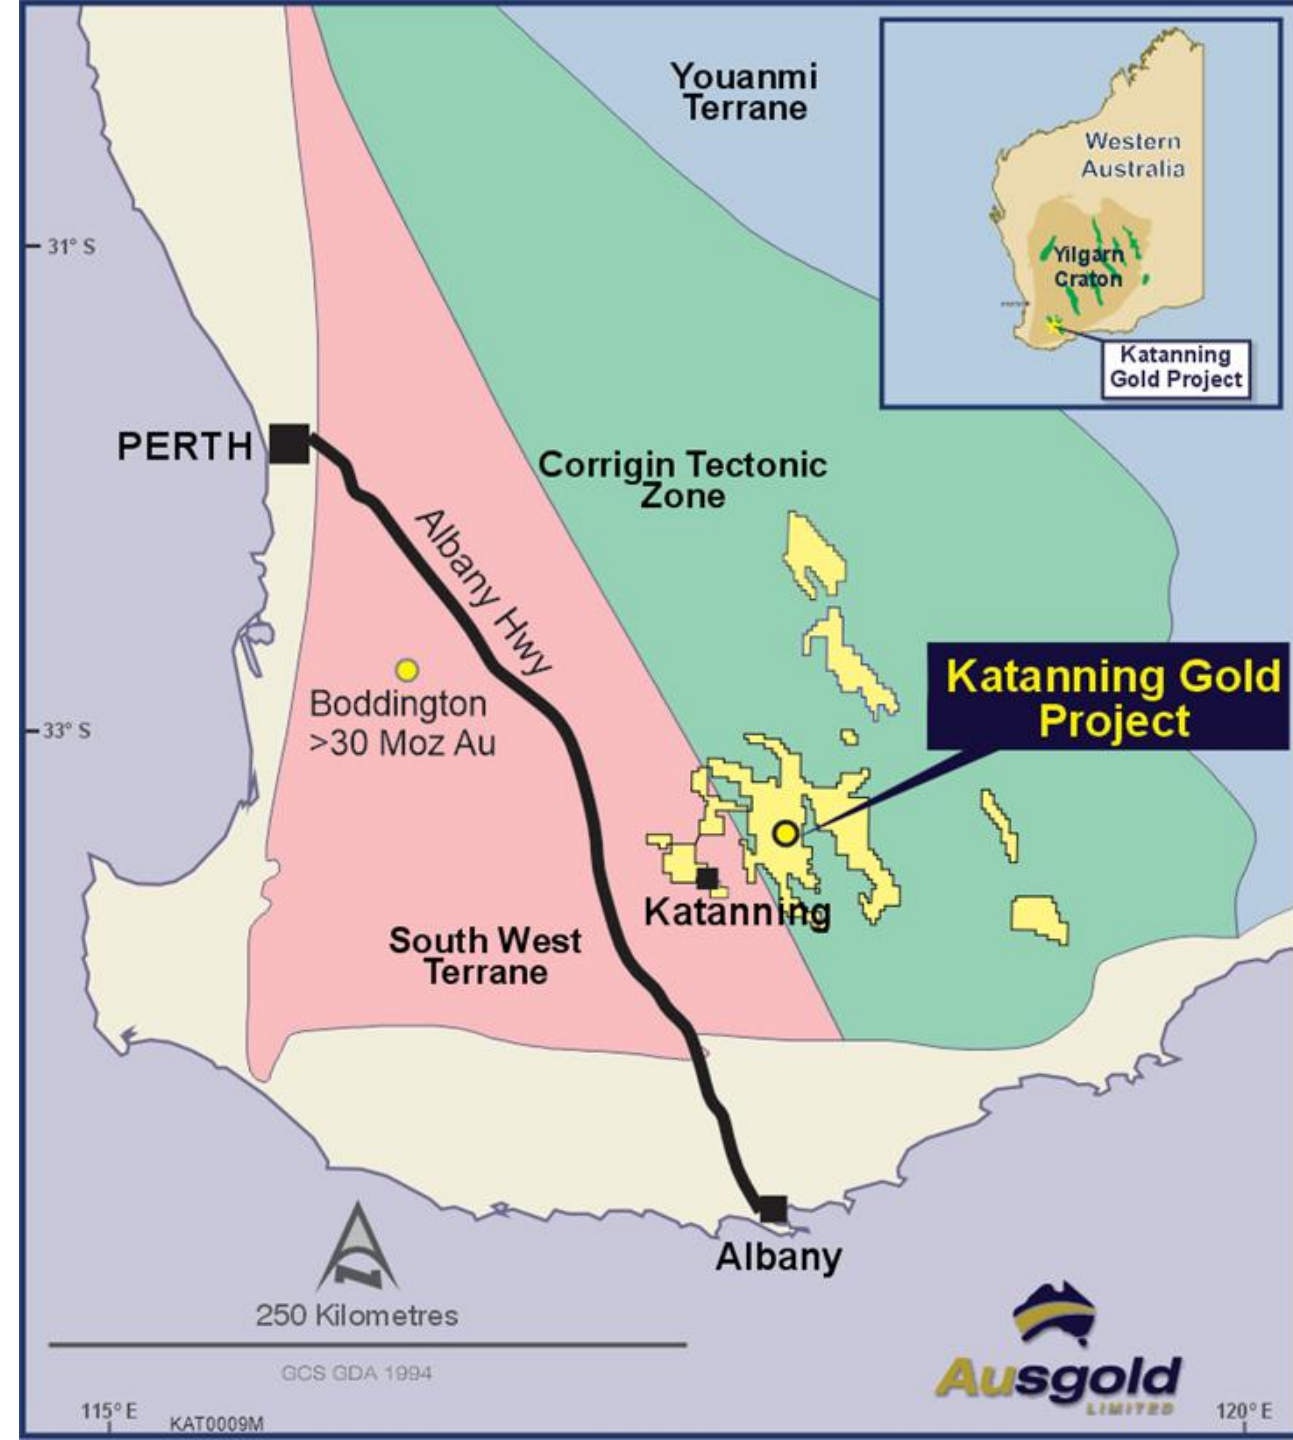 Youanmi
Terrane
Western
Australia
Yilgarn
Craton
Katanning
Gold Project
31° S
PERTH
Corrigin Tectonic
Zone
Albany Hwy
Katanning Gold
Project
Boddington
>30 Moz Au
33° S
Katanning
South West
Terrane
Albany
N
250 Kilometres
GCS GDA 1994
Ausgold
LIMITED
115° E
KAT0009M
120° E